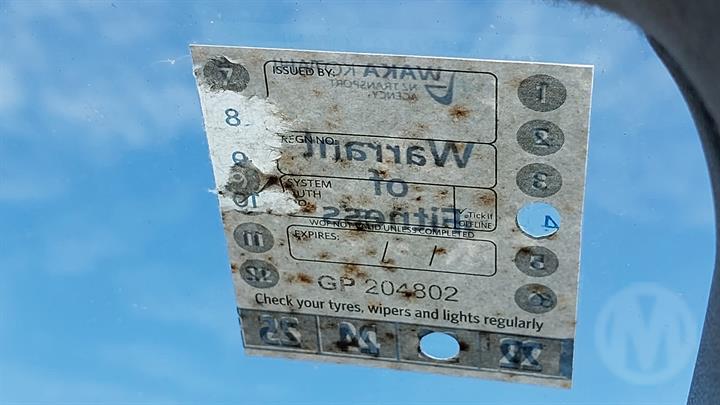 7 ISSUED BY: WAKA KOTAHI 1
NZ TRANSPORT
AGENCY
8 2
REGN NO.
Warrant
9 3
SYSTEM of
AUTH
NO. Tick if
10 Fitness OFFLINE 4
WOF NOT VALID UNLESS COMPLETED
11 EXPIRES: / / 5
12 GP 204802 6
Check your tyres, wipers and lights regularly
25 24 22
M